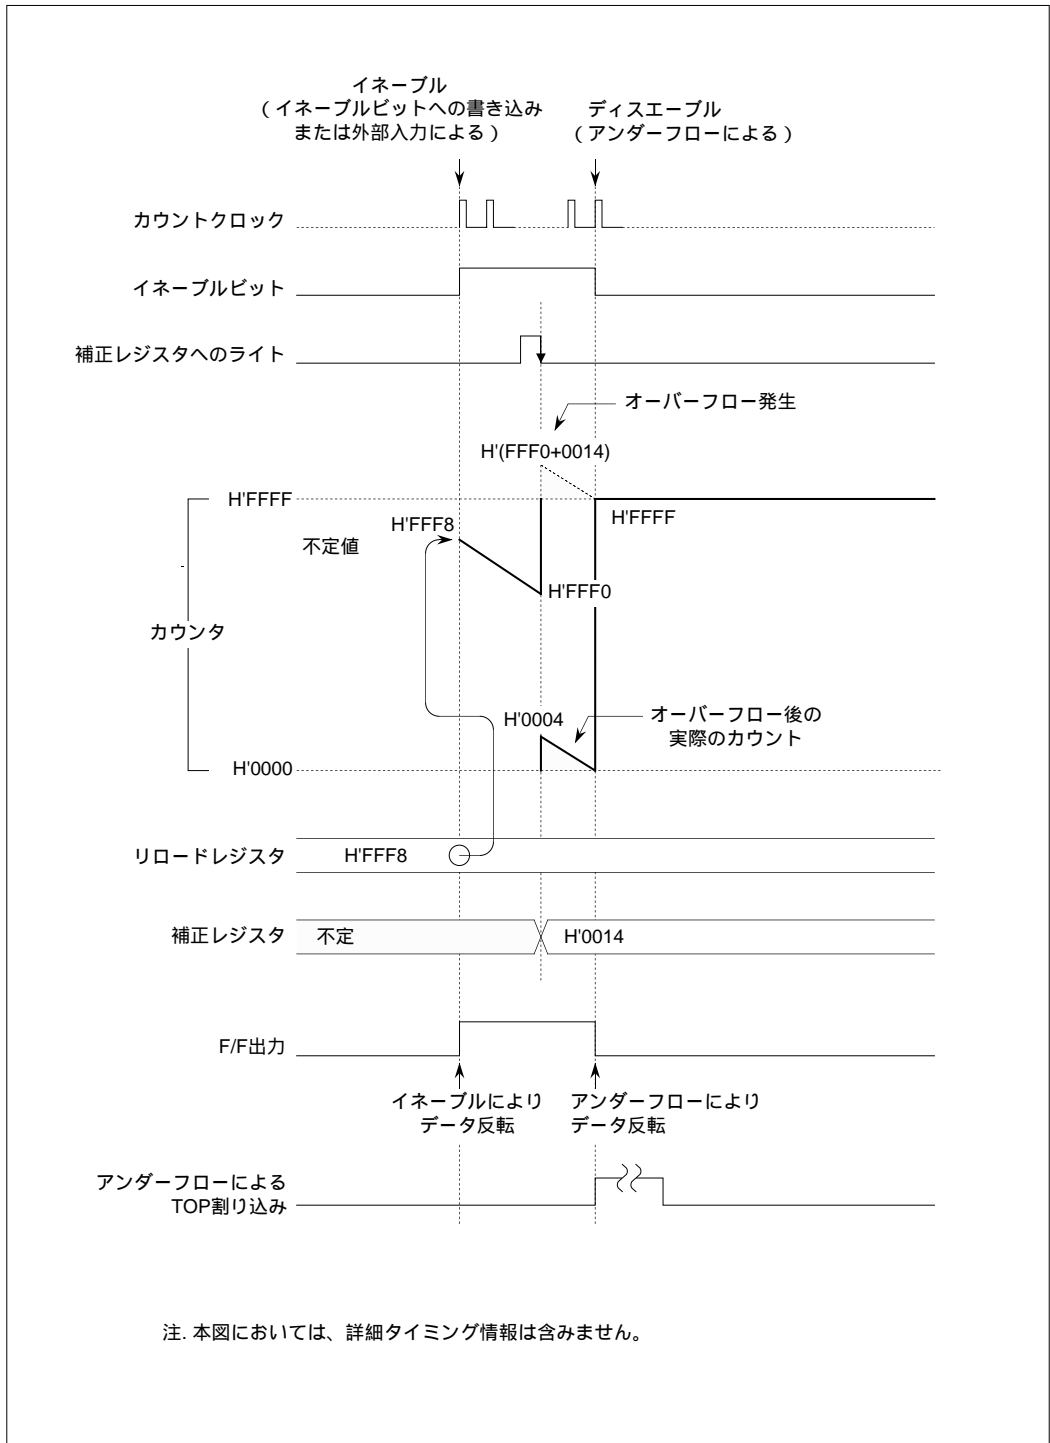 イネーブル
(イネーブルビットへの書き込み
または外部入力による)
ディスエーブル
(アンダーフローによる)
カウントクロック
イネーブルビット
補正レジスタへのライト
オーバーフロー発生
H'(FFF0+0014)
H'FFFF
H'FFFF
H'FFF8
不定値
H'FFF0
カウンタ
H'0004
オーバーフロー後の
実際のカウント
H'0000
リロードレジスタ
H'FFF8
補正レジスタ
不定
H'0014
F/F出力
イネーブルにより
データ反転
アンダーフローにより
データ反転
アンダーフローによる
TOP割り込み
注. 本図においては、詳細タイミング情報は含みません。